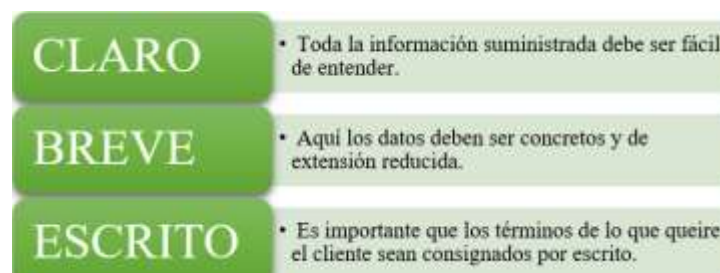 CLARO
• Toda la información suministrada debe ser fácil
de entender.
BREVE
• Aquí los datos deben ser concretos y de
extensión reducida.
ESCRITO
• Es importante que los términos de lo que queire
el cliente sean consignados por escrito.